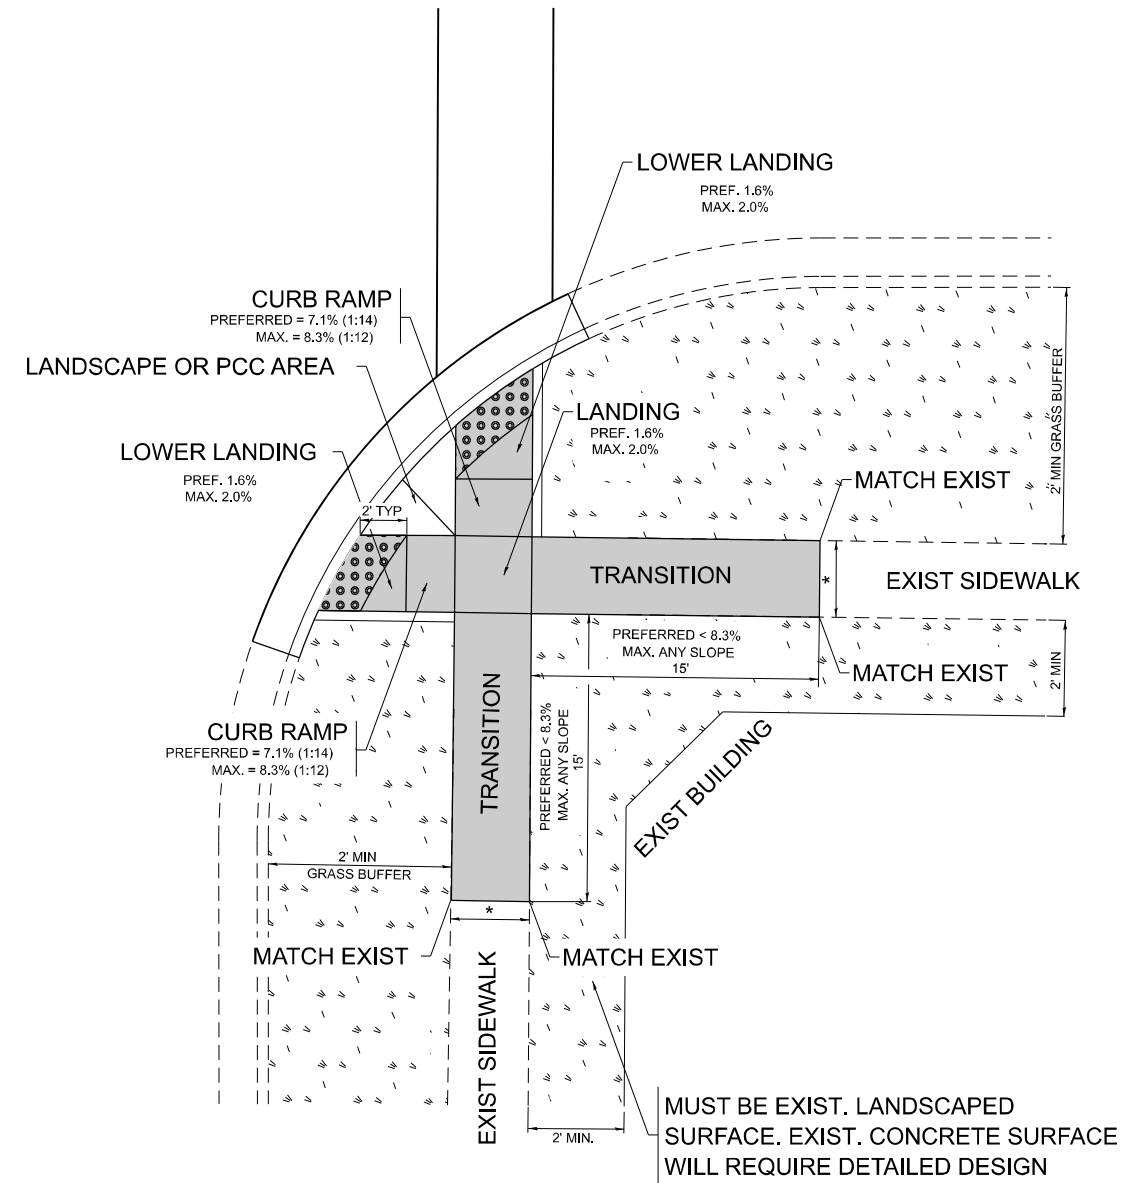 LOWER LANDING
PREF. 1.6%
MAX. 2.0%
CURB RAMP
PREFERRED = 7.1% (1:14)
MAX. = 8.3% (1:12)
LANDSCAPE OR PCC AREA
LANDING
PREF. 1.6%
MAX. 2.0%
LOWER LANDING
PREF. 1.6%
MAX. 2.0%
2' TYP
2' MIN GRASS BUFFER
MATCH EXIST
TRANSITION
*
EXIST SIDEWALK
PREFERRED < 8.3%
MAX. ANY SLOPE
15'
MATCH EXIST
2' MIN
CURB RAMP
PREFERRED = 7.1% (1:14)
MAX. = 8.3% (1:12)
TRANSITION
PREFERRED < 8.3%
MAX. ANY SLOPE
15'
EXIST BUILDING
2' MIN
GRASS BUFFER
*
MATCH EXIST
MATCH EXIST
EXIST SIDEWALK
2' MIN.
MUST BE EXIST. LANDSCAPED
SURFACE. EXIST. CONCRETE SURFACE
WILL REQUIRE DETAILED DESIGN